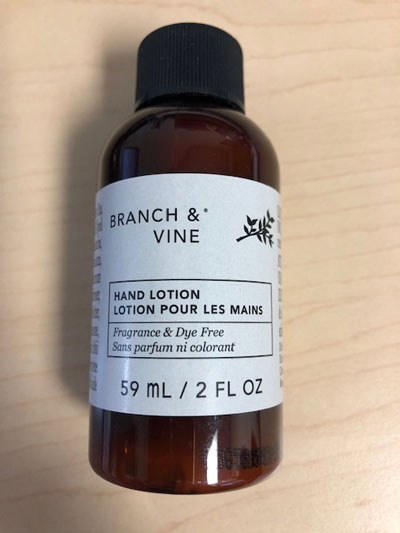 BRANCH &®
VINE
HAND LOTION
LOTION POUR LES MAINS
Fragrance & Dye Free
Sans parfum ni colorant
59 mL / 2 FL OZ